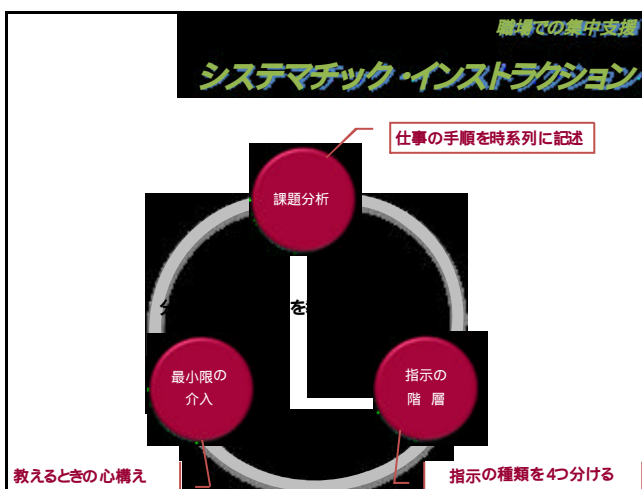 職場での集中支援
システマチック・インストラクション
仕事の手順を時系列に記述
課題分析
を
最小限の
介入
指示の
階 層
教えるときの心構え
指示の種類を4つ分ける